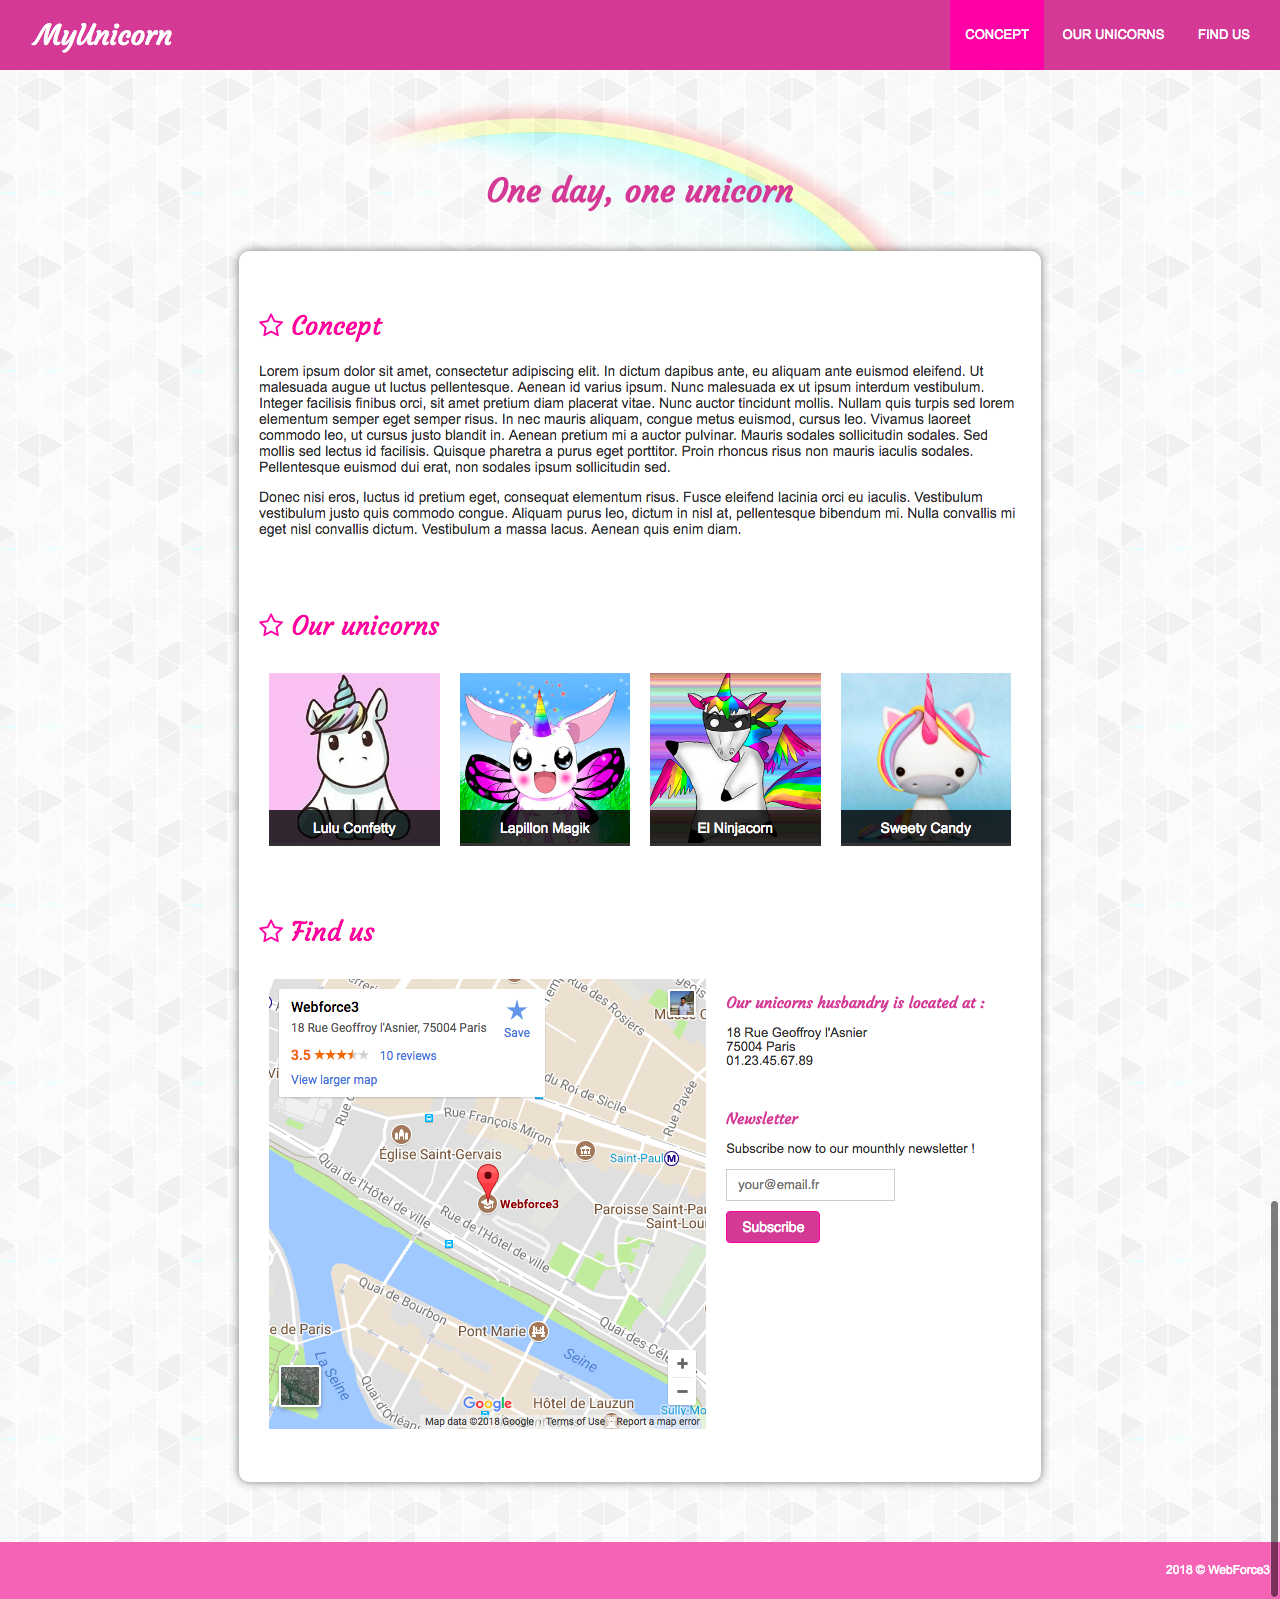 MyUnicorn
CONCEPT
OUR UNICORNS
FIND US
One day, one unicorn
Concept
Lorem ipsum dolor sit amet, consectetur adipiscing elit. In dictum dapibus ante, eu aliquam ante euismod eleifend. Ut
malesuada augue ut luctus pellentesque. Aenean id varius ipsum. Nunc malesuada ex ut ipsum interdum vestibulum.
Integer facilisis finibus orci, sit amet pretium diam placerat vitae. Nunc auctor tincidunt mollis. Nullam quis turpis sed lorem
elementum semper eget semper risus. In nec mauris aliquam, congue metus euismod, cursus leo. Vivamus laoreet
commodo leo, ut cursus justo blandit in. Aenean pretium mi a auctor pulvinar. Mauris sodales sollicitudin sodales. Sed
mollis sed lectus id facilisis. Quisque pharetra a purus eget porttitor. Proin rhoncus risus non mauris iaculis sodales.
Pellentesque euismod dui erat, non sodales ipsum sollicitudin sed.
Donec nisi eros, luctus id pretium eget, consequat elementum risus. Fusce eleifend lacinia orci eu iaculis. Vestibulum
vestibulum justo quis commodo congue. Aliquam purus leo, dictum in nisl at, pellentesque bibendum mi. Nulla convallis mi
eget nisl convallis dictum. Vestibulum a massa lacus. Aenean quis enim diam.
Our unicorns
Lulu Confetty
Lapillon Magik
El Ninjacorn
Sweety Candy
Find us
Webforce3
18 Rue Geoffroy l'Asnier, 75004 Paris
Save
3.5
10 reviews
View larger map
Rue des Rosiers
du Roi de Sicile
Rue Pavée
Rue François Miron
Église Saint-Gervais
Saint-Paul
M
Quai de l'Hôtel de ville
Webforce3
Paroisse Saint-Pau
Saint-Loui
Rue de l'Hôtel de ville
Quai de Bourbon
Quai des Céle
e de Paris
Pont Marie
La Seine
Seine
Quai d'Orléans
Hôtel de Lauzun
Sully-Mo
Google
Map data ©2018 Google
Terms of Use
Report a map error
Our unicorns husbandry is located at :
18 Rue Geoffroy l'Asnier
75004 Paris
01.23.45.67.89
Newsletter
Subscribe now to our mounthly newsletter !
your@email.fr
Subscribe
2018 © WebForce3